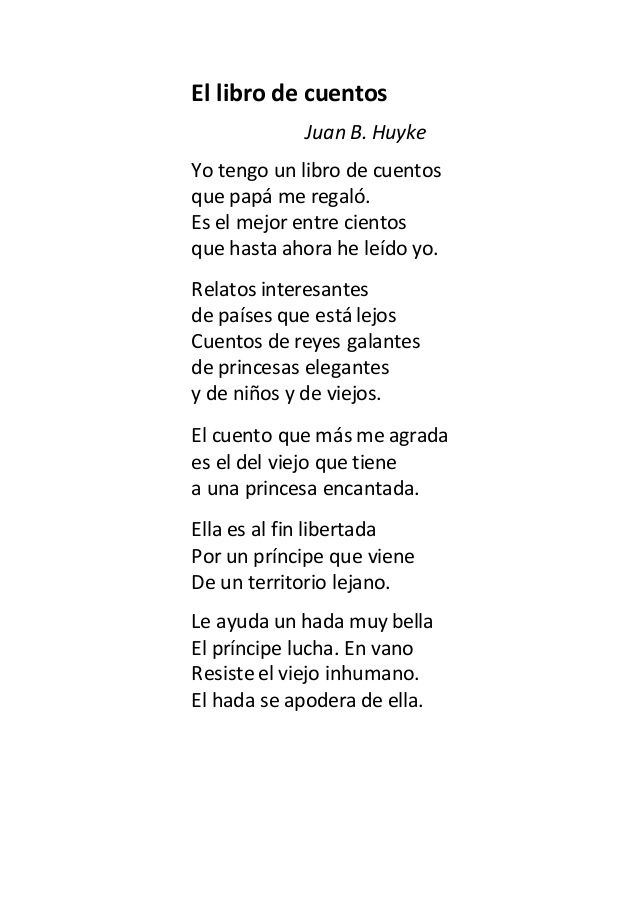 El libro de cuentos
Juan B. Huyke
Yo tengo un libro de cuentos
que papá me regaló.
Es el mejor entre cientos
que hasta ahora he leído yo.
Relatos interesantes
de países que está lejos
Cuentos de reyes galantes
de princesas elegantes
y de niños y de viejos.
El cuento que más me agrada
es el del viejo que tiene
a una princesa encantada.
Ella es al fin libertada
Por un príncipe que viene
De un territorio lejano.
Le ayuda un hada muy bella
El príncipe lucha. En vano
Resiste el viejo inhumano.
El hada se apodera de ella.